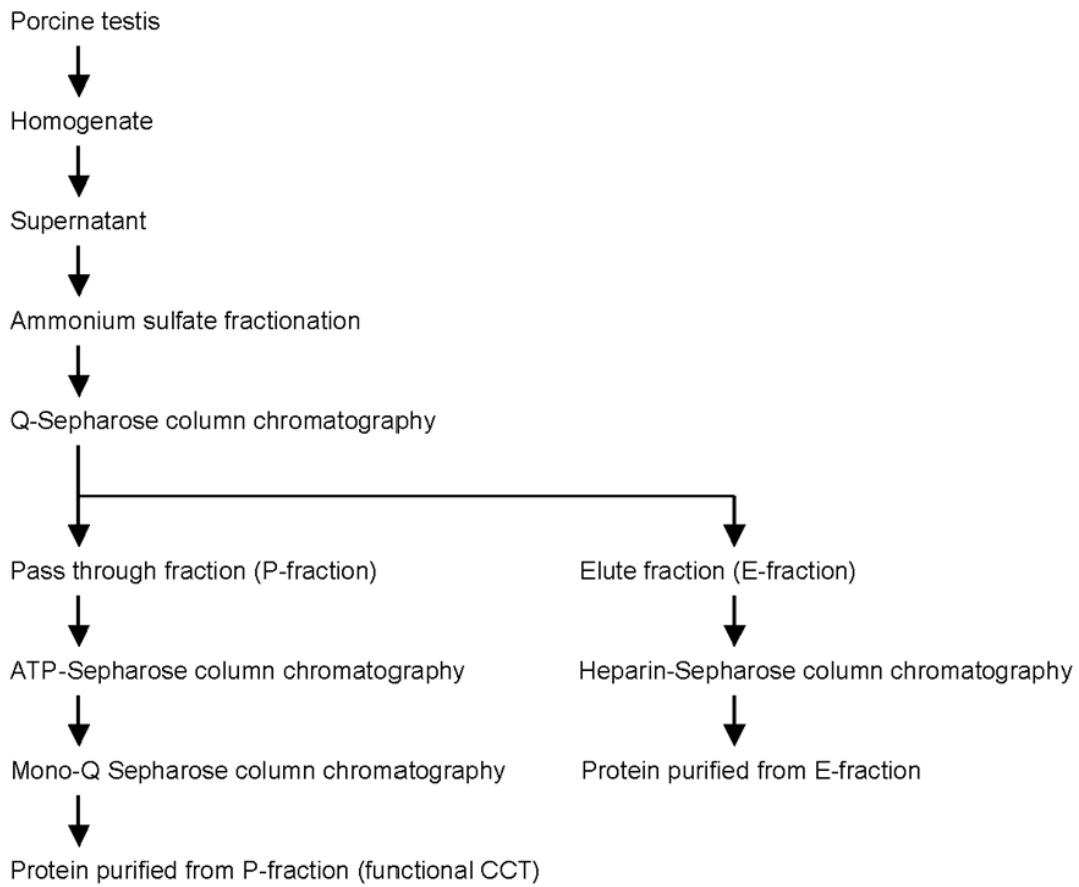 Porcine testis
Homogenate
Supernatant
Ammonium sulfate fractionation
Q-Sepharose column chromatography
Pass through fraction (P-fraction)
Elute fraction (E-fraction)
ATP-Sepharose column chromatography
Heparin-Sepharose column chromatography
Mono-Q Sepharose column chromatography
Protein purified from E-fraction
Protein purified from P-fraction (functional CCT)